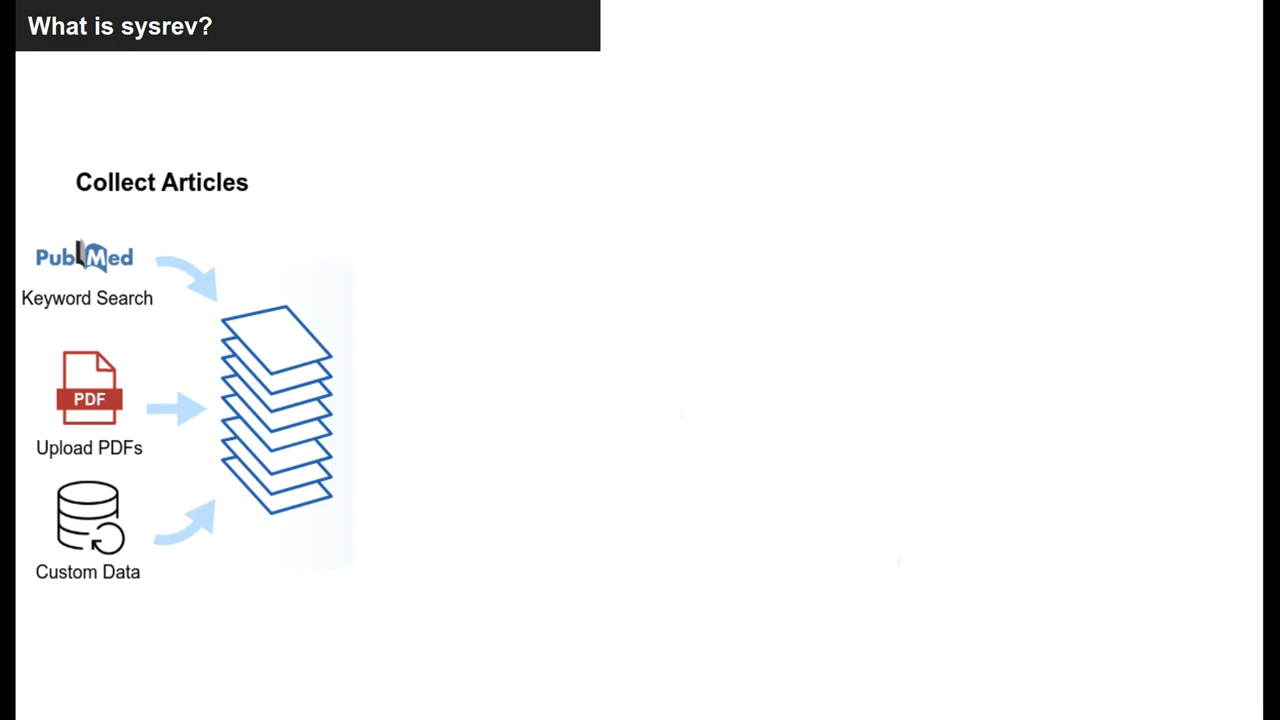 What is sysrev?
Collect Articles
PubMed
Keyword Search
PDF
Upload PDFs
Custom Data